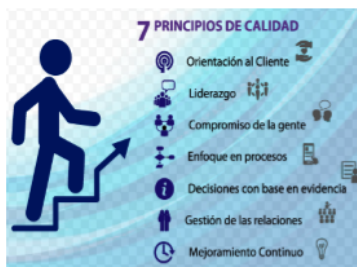 7 PRINCIPIOS DE CALIDAD
Orientación al Cliente
Liderazgo
Compromiso de la gente
Enfoque en procesos
Decisiones con base en evidencia
Gestión de las relaciones
Mejoramiento Continuo